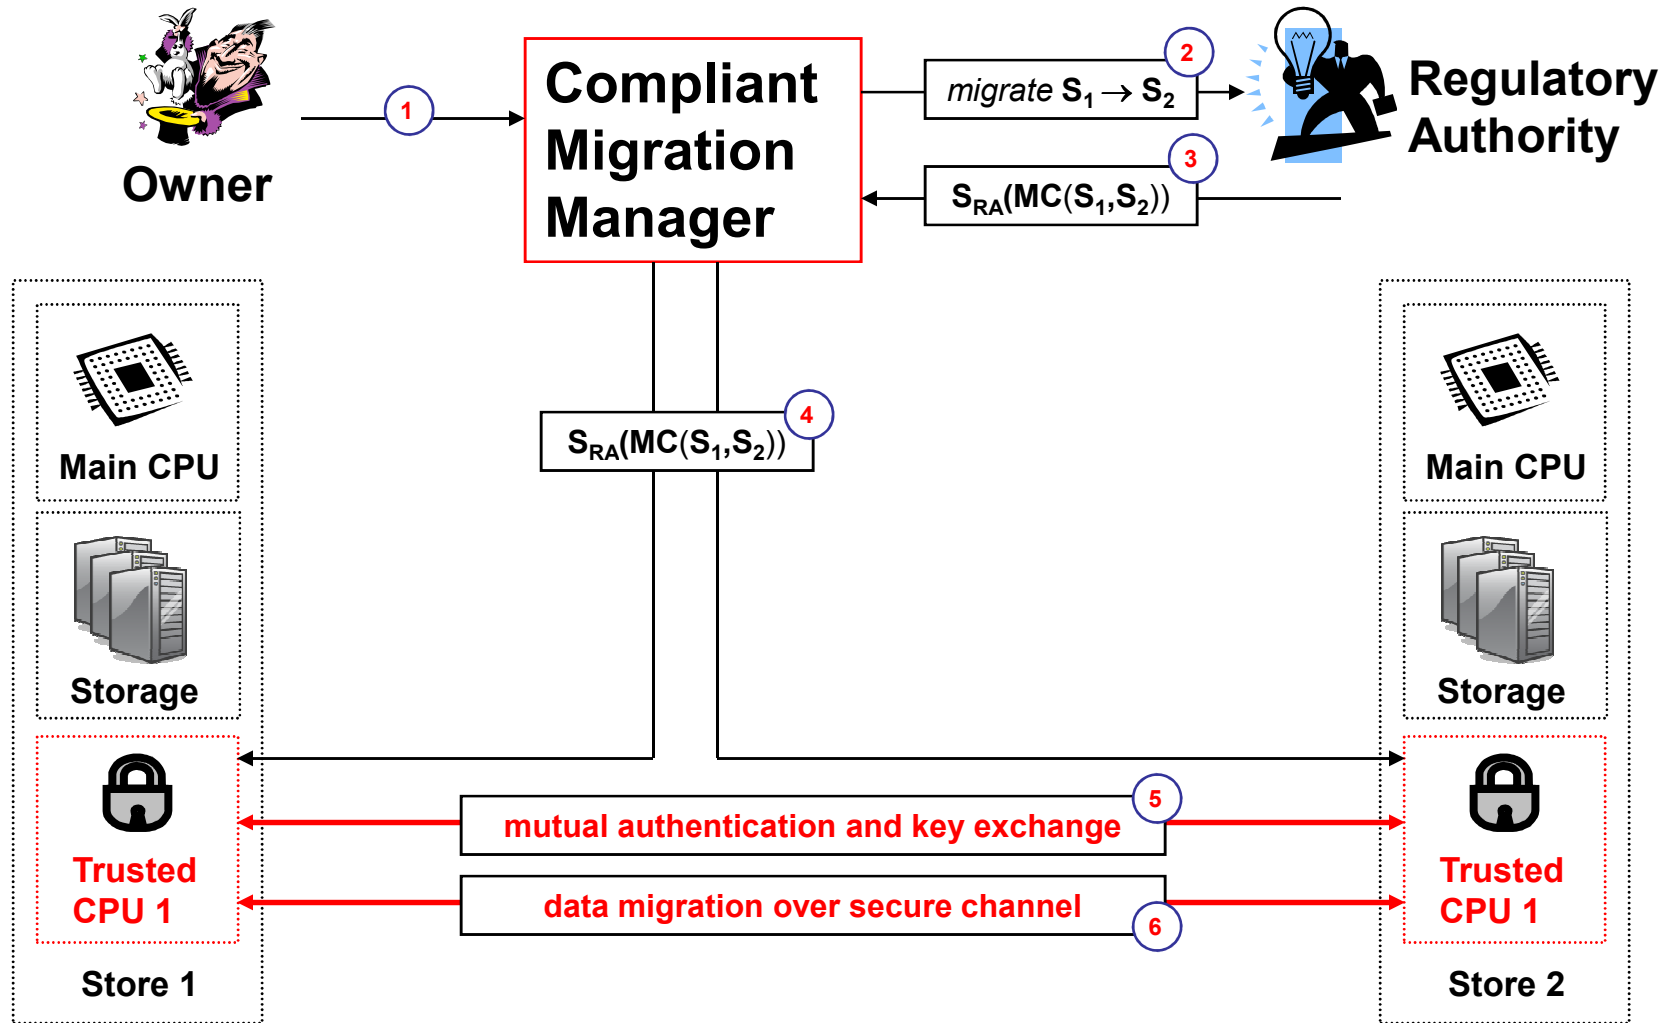 Owner
1
Compliant
Migration
Manager
2
migrate S₁ → S₂
3
S_RA(MC(S₁,S₂))
Regulatory
Authority
Main CPU
Storage
Trusted
CPU 1
Store 1
4
S_RA(MC(S₁,S₂))
5
mutual authentication and key exchange
data migration over secure channel
6
Main CPU
Storage
Trusted
CPU 1
Store 2